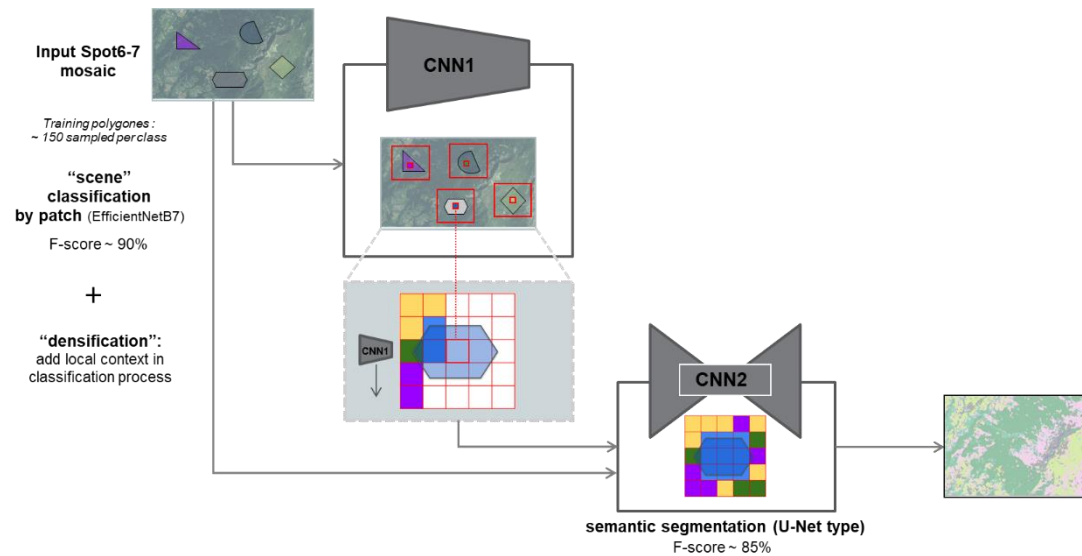 Input Spot6-7
mosaic
Training polygones :
~ 150 sampled per class
“scene”
classification
by patch (EfficientNetB7)
F-score ~ 90%
+
“densification”:
add local context in
classification process
CNN1
CNN1
CNN2
semantic segmentation (U-Net type)
F-score ~ 85%